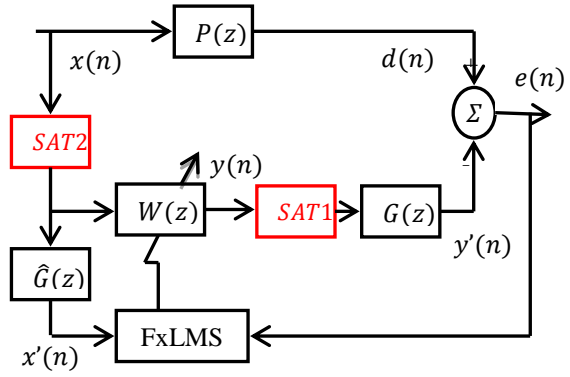 P(z)
x(n)
d(n)
+
e(n)
Σ
SAT2
y(n)
-
W(z)
SAT1
G(z)
y'(n)
Ĝ(z)
FxLMS
x'(n)